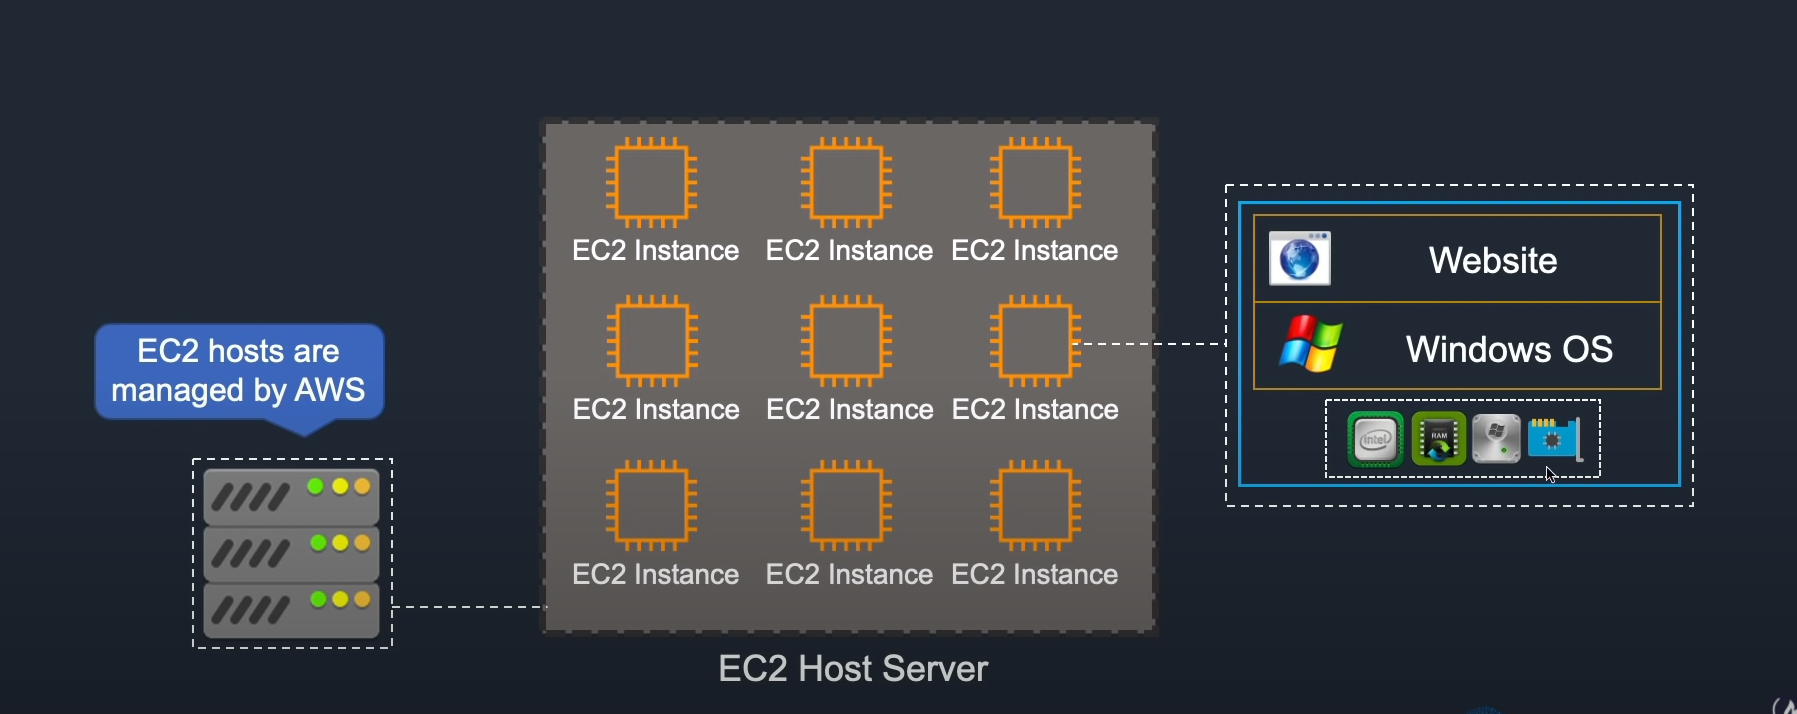 EC2 Instance EC2 Instance EC2 Instance
Website
EC2 hosts are
managed by AWS
Windows OS
EC2 Instance EC2 Instance EC2 Instance
intel
RAM
EC2 Instance EC2 Instance EC2 Instance
EC2 Host Server